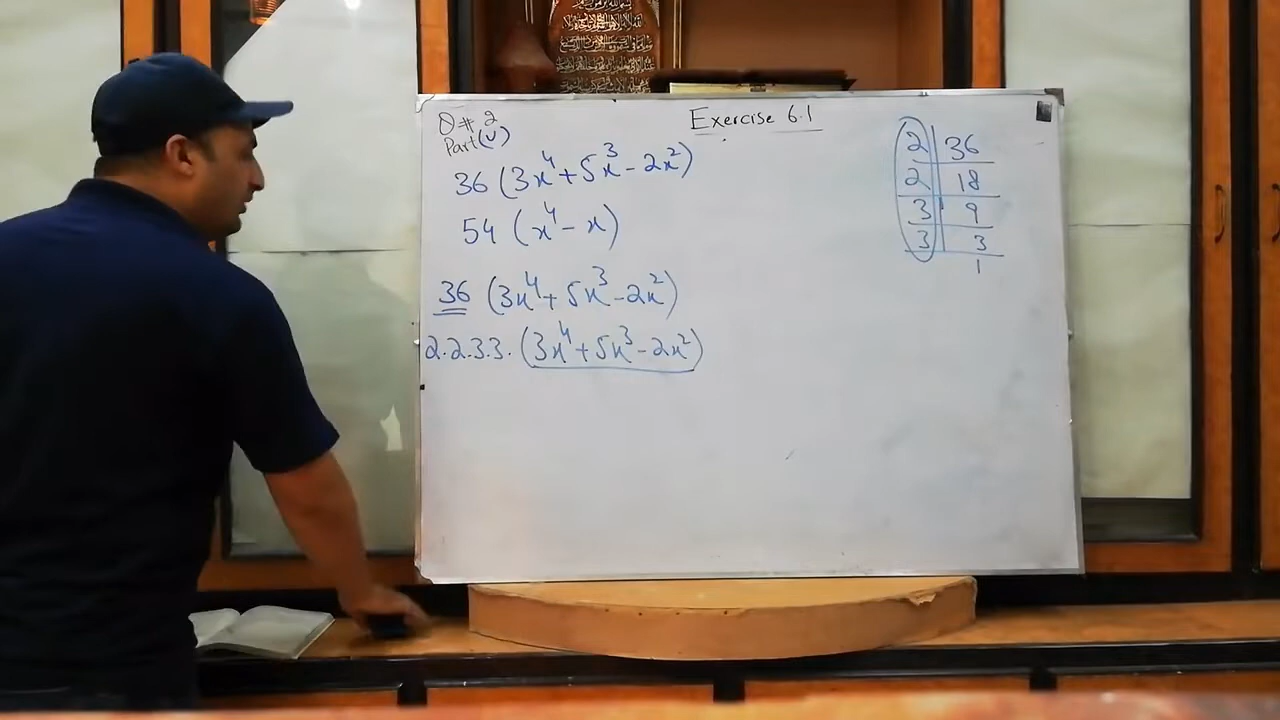 Exercise 6.1
Q# 2
Part(v)
36 (3x⁴+5x³-2x²)
54 (x⁴-x)
36 (3x⁴+5x³-2x²)
2.2.3.3. (3x⁴+5x³-2x²)
2 | 36
2 | 18
3 | 9
3 | 3
1